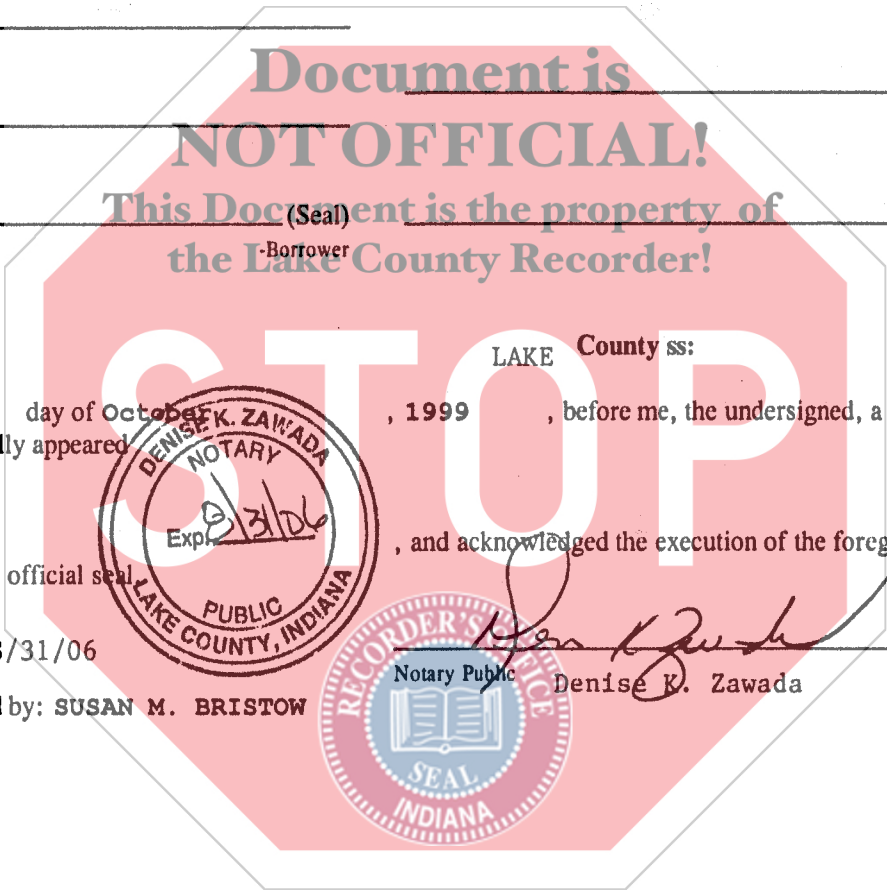 Document is
NOT OFFICIAL!
This Document is the property of
the Lake County Recorder!
(Seal)
-Borrower
STOP
LAKE County ss:
day of October , 1999 , before me, the undersigned, a
lly appeared
DENISE K. ZAWADA
NOTARY
Exp. 8/31/06
PUBLIC
LAKE COUNTY, INDIANA
, and acknowledged the execution of the foreg
official seal.
/31/06
Notary Public
Denise K. Zawada
by: SUSAN M. BRISTOW
RECORDER'S OFFICE
SEAL
INDIANA